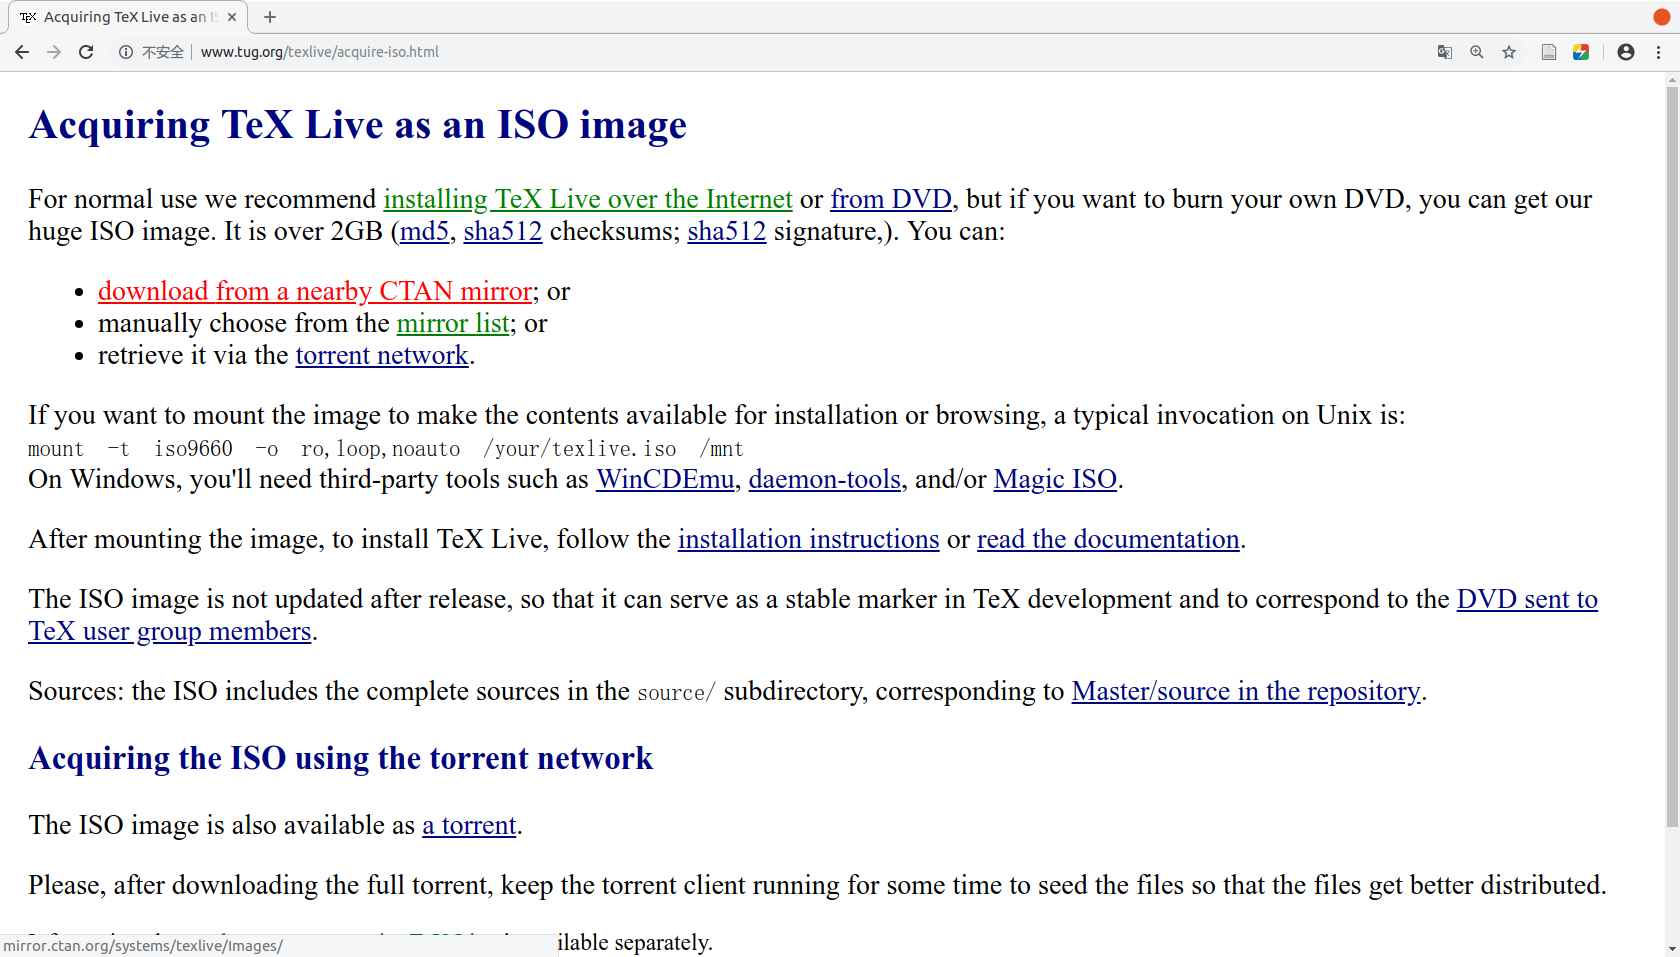 Acquiring TeX Live as an IS
不安全 www.tug.org/texlive/acquire-iso.html
Acquiring TeX Live as an ISO image
For normal use we recommend installing TeX Live over the Internet or from DVD, but if you want to burn your own DVD, you can get our
huge ISO image. It is over 2GB (md5, sha512 checksums; sha512 signature,). You can:
• download from a nearby CTAN mirror; or
• manually choose from the mirror list; or
• retrieve it via the torrent network.
If you want to mount the image to make the contents available for installation or browsing, a typical invocation on Unix is:
mount -t iso9660 -o ro,loop,noauto /your/texlive.iso /mnt
On Windows, you'll need third-party tools such as WinCDEmu, daemon-tools, and/or Magic ISO.
After mounting the image, to install TeX Live, follow the installation instructions or read the documentation.
The ISO image is not updated after release, so that it can serve as a stable marker in TeX development and to correspond to the DVD sent to
TeX user group members.
Sources: the ISO includes the complete sources in the source/ subdirectory, corresponding to Master/source in the repository.
Acquiring the ISO using the torrent network
The ISO image is also available as a torrent.
Please, after downloading the full torrent, keep the torrent client running for some time to seed the files so that the files get better distributed.
ilable separately.
mirror.ctan.org/systems/texlive/Images/